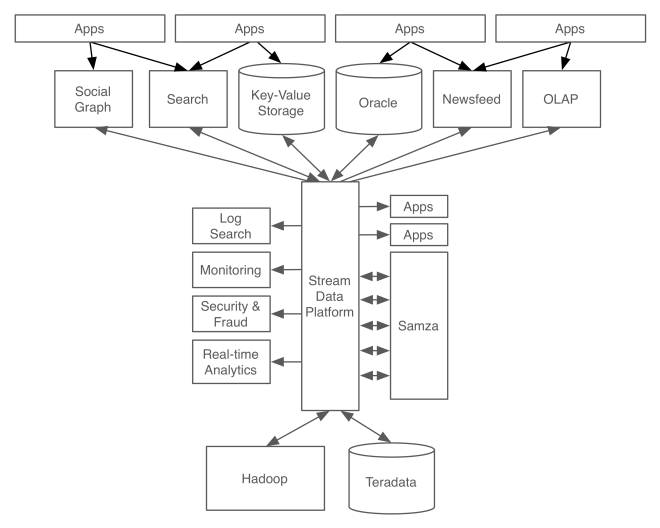 Apps
Apps
Apps
Apps
Social
Graph
Search
Key-Value
Storage
Oracle
Newsfeed
OLAP
Log
Search
Monitoring
Security &
Fraud
Real-time
Analytics
Stream
Data
Platform
Apps
Apps
Samza
Hadoop
Teradata